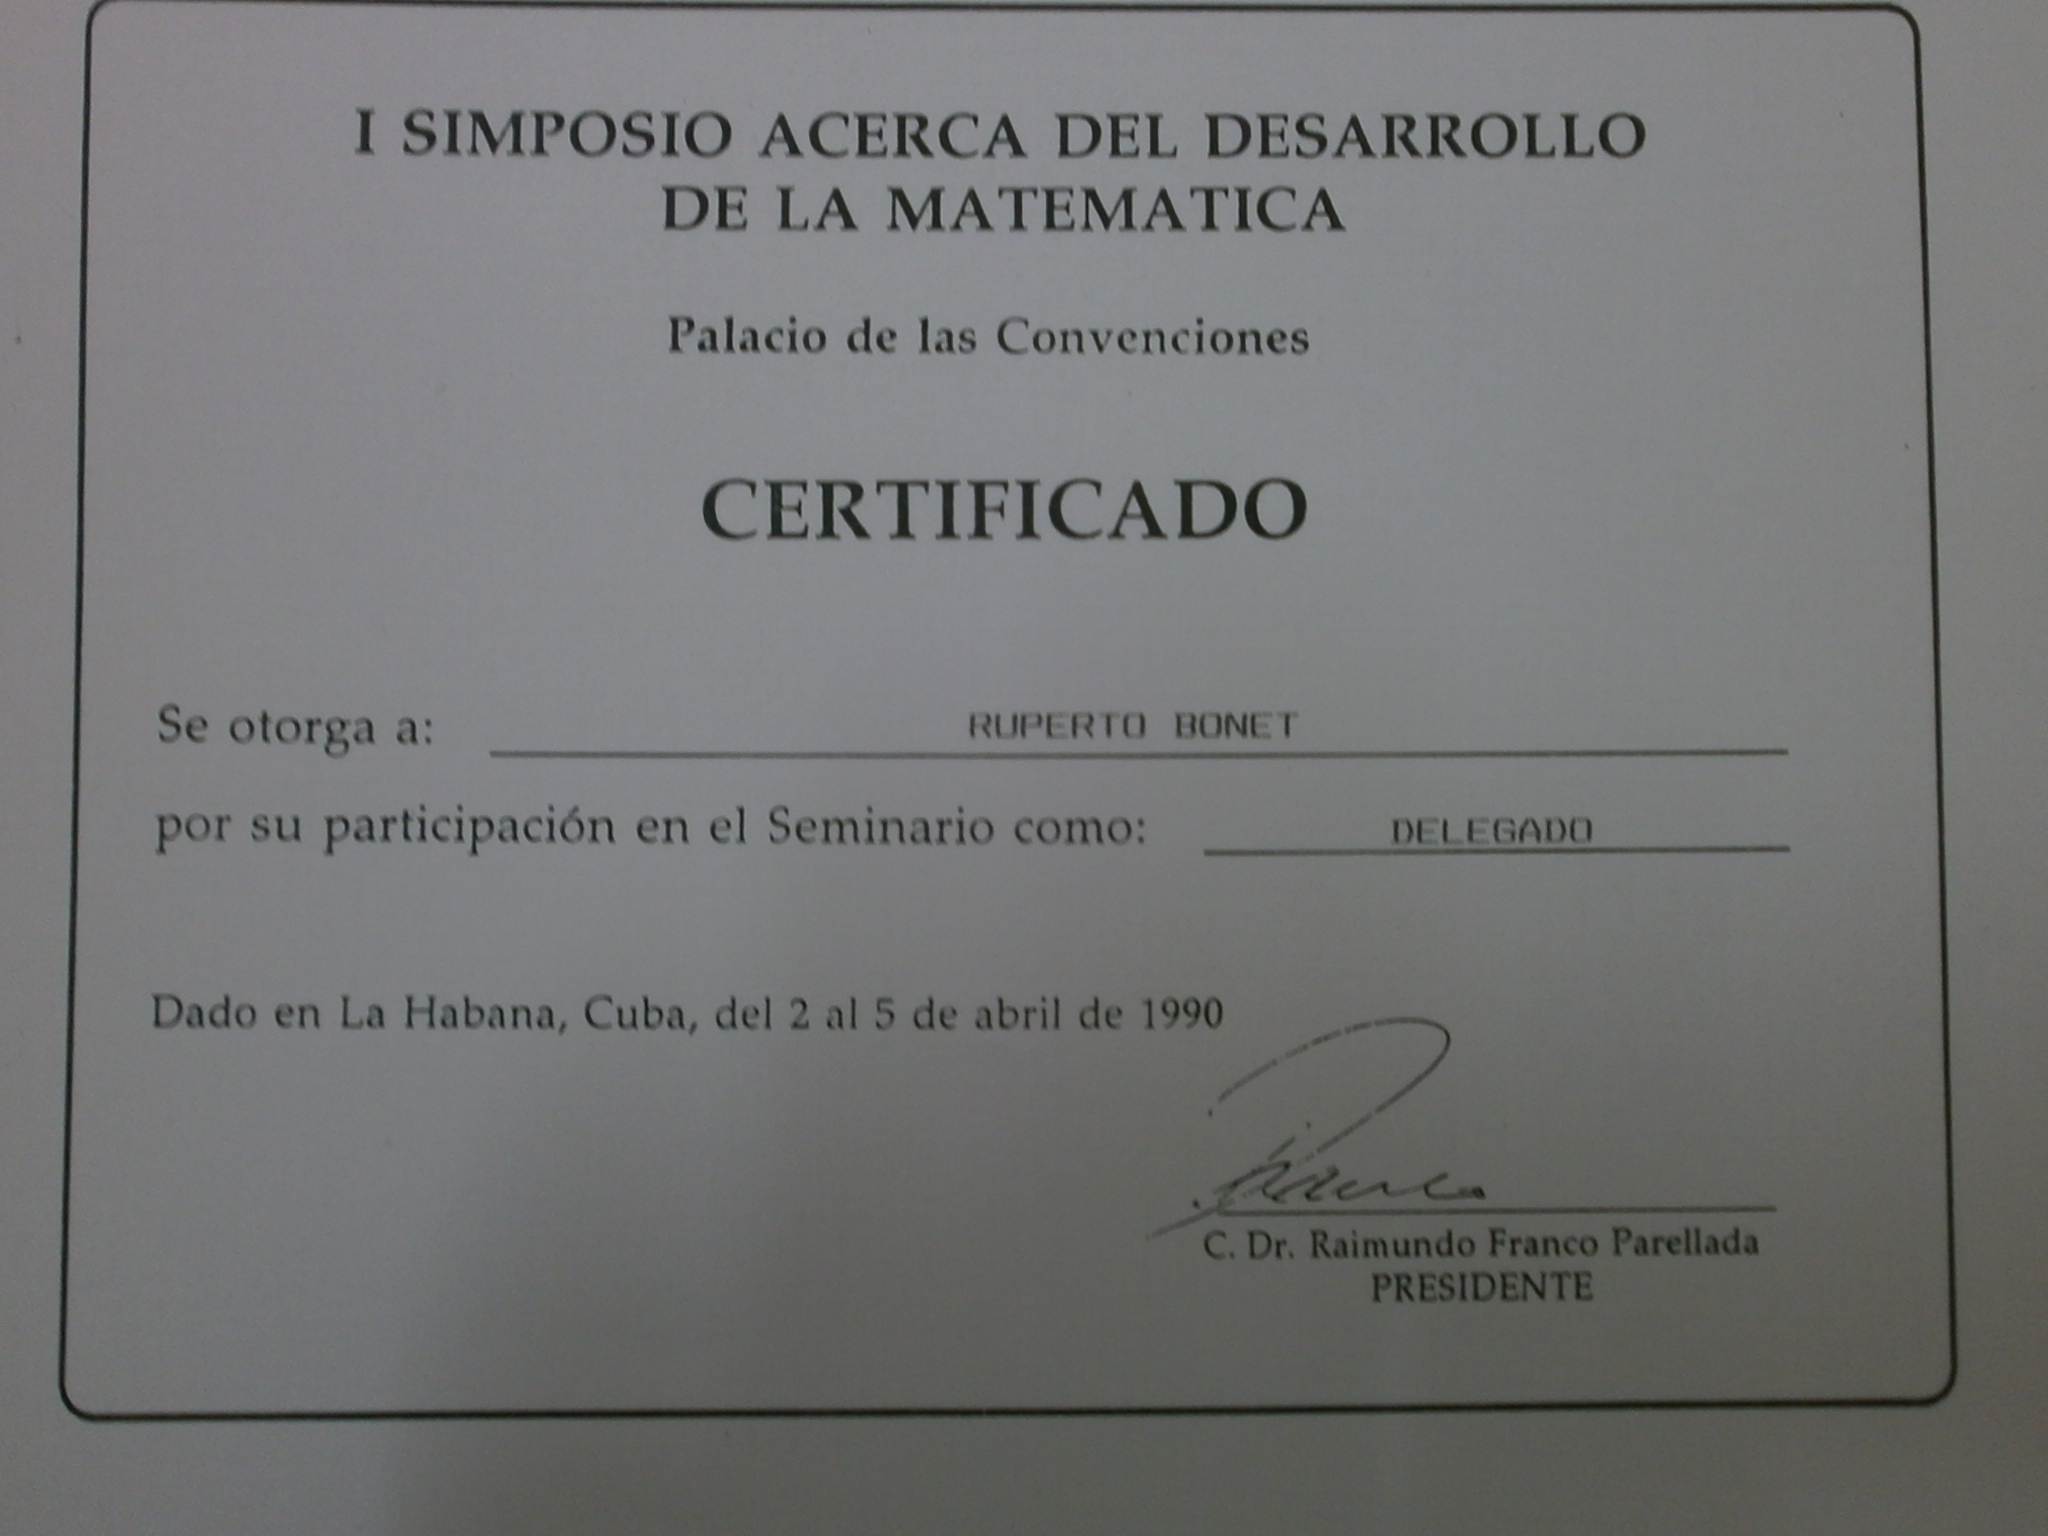 I SIMPOSIO ACERCA DEL DESARROLLO
DE LA MATEMATICA
Palacio de las Convenciones
CERTIFICADO
Se otorga a: RUPERTO BONET
por su participación en el Seminario como: DELEGADO
Dado en La Habana, Cuba, del 2 al 5 de abril de 1990
C. Dr. Raimundo Franco Parellada
PRESIDENTE